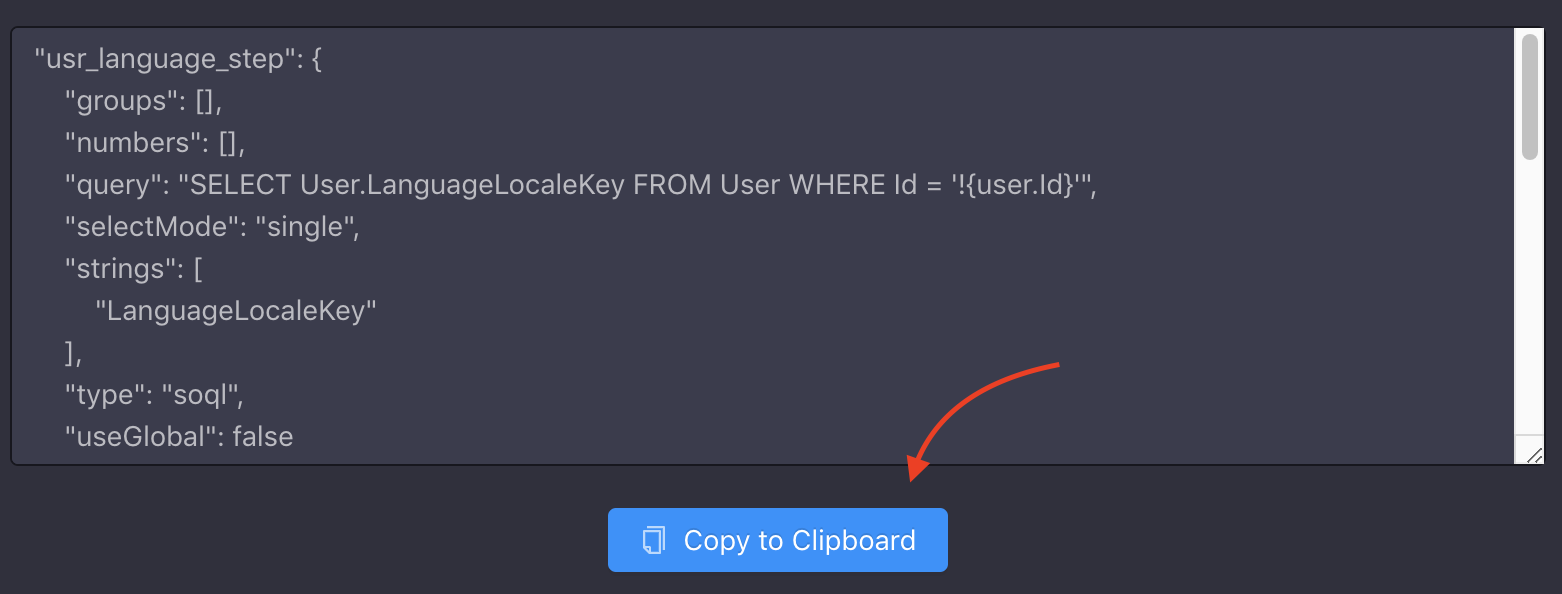 "usr_language_step": {
"groups": [],
"numbers": [],
"query": "SELECT User.LanguageLocaleKey FROM User WHERE Id = '!{user.Id}'",
"selectMode": "single",
"strings": [
"LanguageLocaleKey"
],
"type": "soql",
"useGlobal": false
Copy to Clipboard